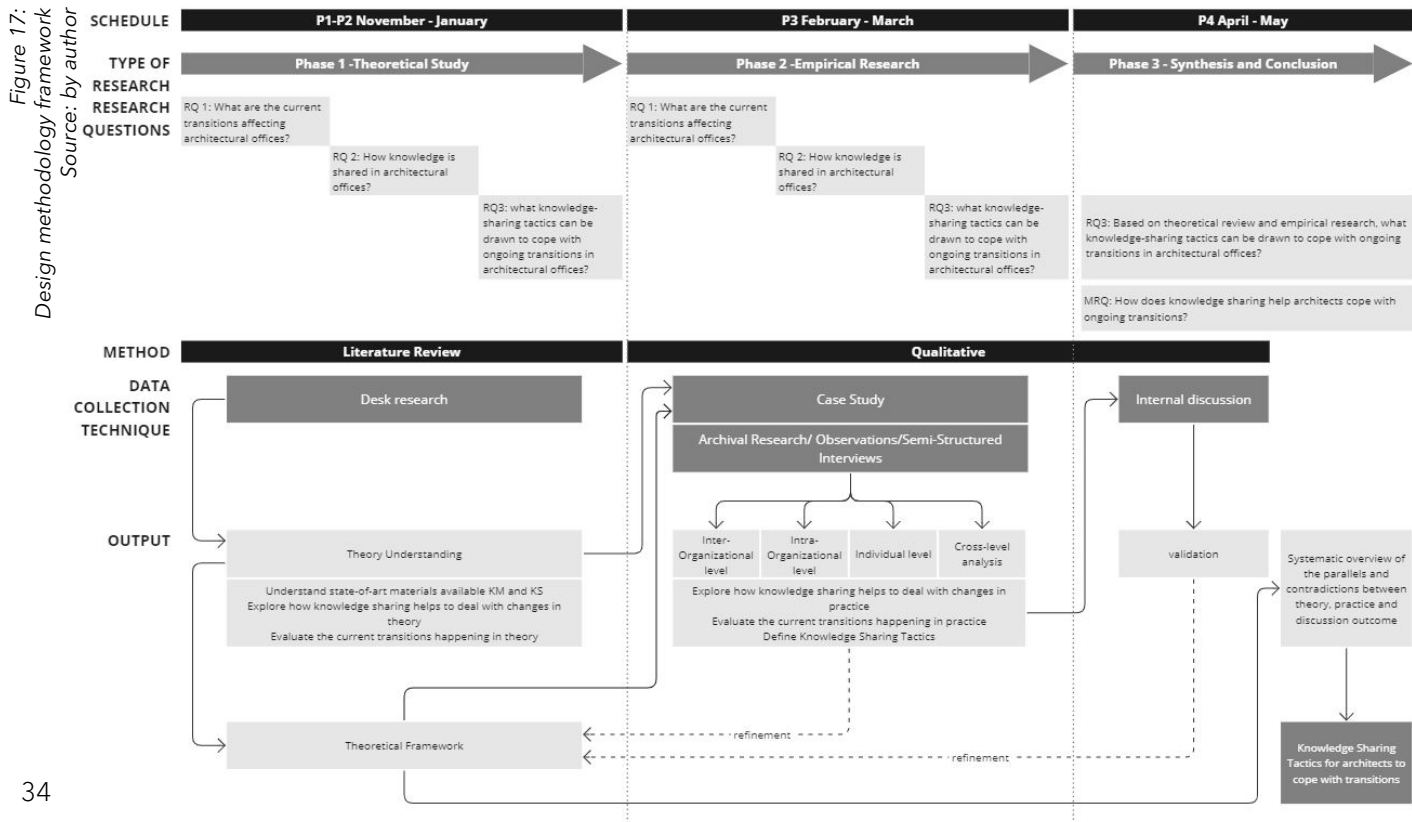 Figure 17:
Design methodology framework
Source: by author
SCHEDULE
P1-P2 November - January
P3 February - March
P4 April - May
TYPE OF
RESEARCH
Phase 1 -Theoretical Study
Phase 2 -Empirical Research
Phase 3 - Synthesis and Conclusion
RESEARCH
QUESTIONS
RQ 1: What are the current
transitions affecting
architectural offices?
RQ 2: How knowledge is
shared in architectural
offices?
RQ3: what knowledge-
sharing tactics can be
drawn to cope with
ongoing transitions in
architectural offices?
RQ 1: What are the current
transitions affecting
architectural offices?
RQ 2: How knowledge is
shared in architectural
offices?
RQ3: what knowledge-
sharing tactics can be
drawn to cope with
ongoing transitions in
architectural offices?
RQ3: Based on theoretical review and empirical research, what
knowledge-sharing tactics can be drawn to cope with ongoing
transitions in architectural offices?
MRQ: How does knowledge sharing help architects cope with
ongoing transitions?
METHOD
Literature Review
Qualitative
DATA
COLLECTION
TECHNIQUE
Desk research
Case Study
Archival Research/ Observations/Semi-Structured
Interviews
Internal discussion
OUTPUT
Theory Understanding
Understand state-of-art materials available KM and KS
Explore how knowledge sharing helps to deal with changes in
theory
Evaluate the current transitions happening in theory
Inter-
Organizational
level
Intra-
Organizational
level
Individual level
Cross-level
analysis
Explore how knowledge sharing helps to deal with changes in
practice
Evaluate the current transitions happening in practice
Define Knowledge Sharing Tactics
validation
Systematic overview of
the parallels and
contradictions between
theory, practice and
discussion outcome
Theoretical Framework
refinement
refinement
Knowledge Sharing
Tactics for architects to
cope with transitions
34